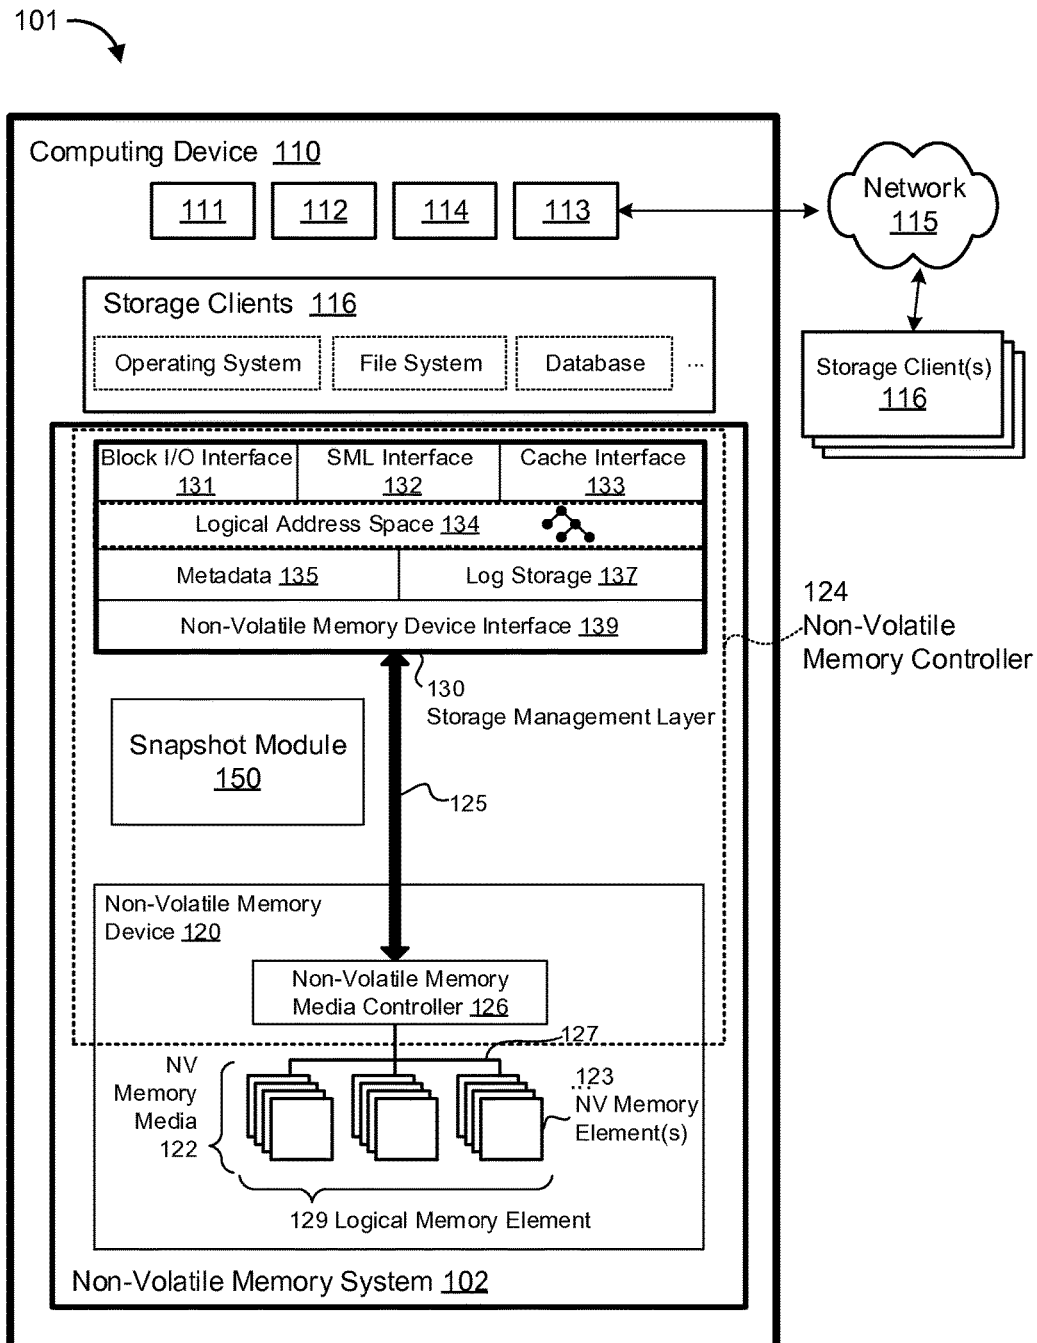 101
Computing Device 110
111 112 114 113
Network
115
Storage Clients 116
Operating System File System Database ...
Storage Client(s)
116
Block I/O Interface
131
SML Interface
132
Cache Interface
133
Logical Address Space 134
Metadata 135 Log Storage 137
Non-Volatile Memory Device Interface 139
124
Non-Volatile
Memory Controller
130
Storage Management Layer
Snapshot Module
150
125
Non-Volatile Memory
Device 120
Non-Volatile Memory
Media Controller 126
127
NV
Memory
Media
122
...
123
NV Memory
Element(s)
129 Logical Memory Element
Non-Volatile Memory System 102